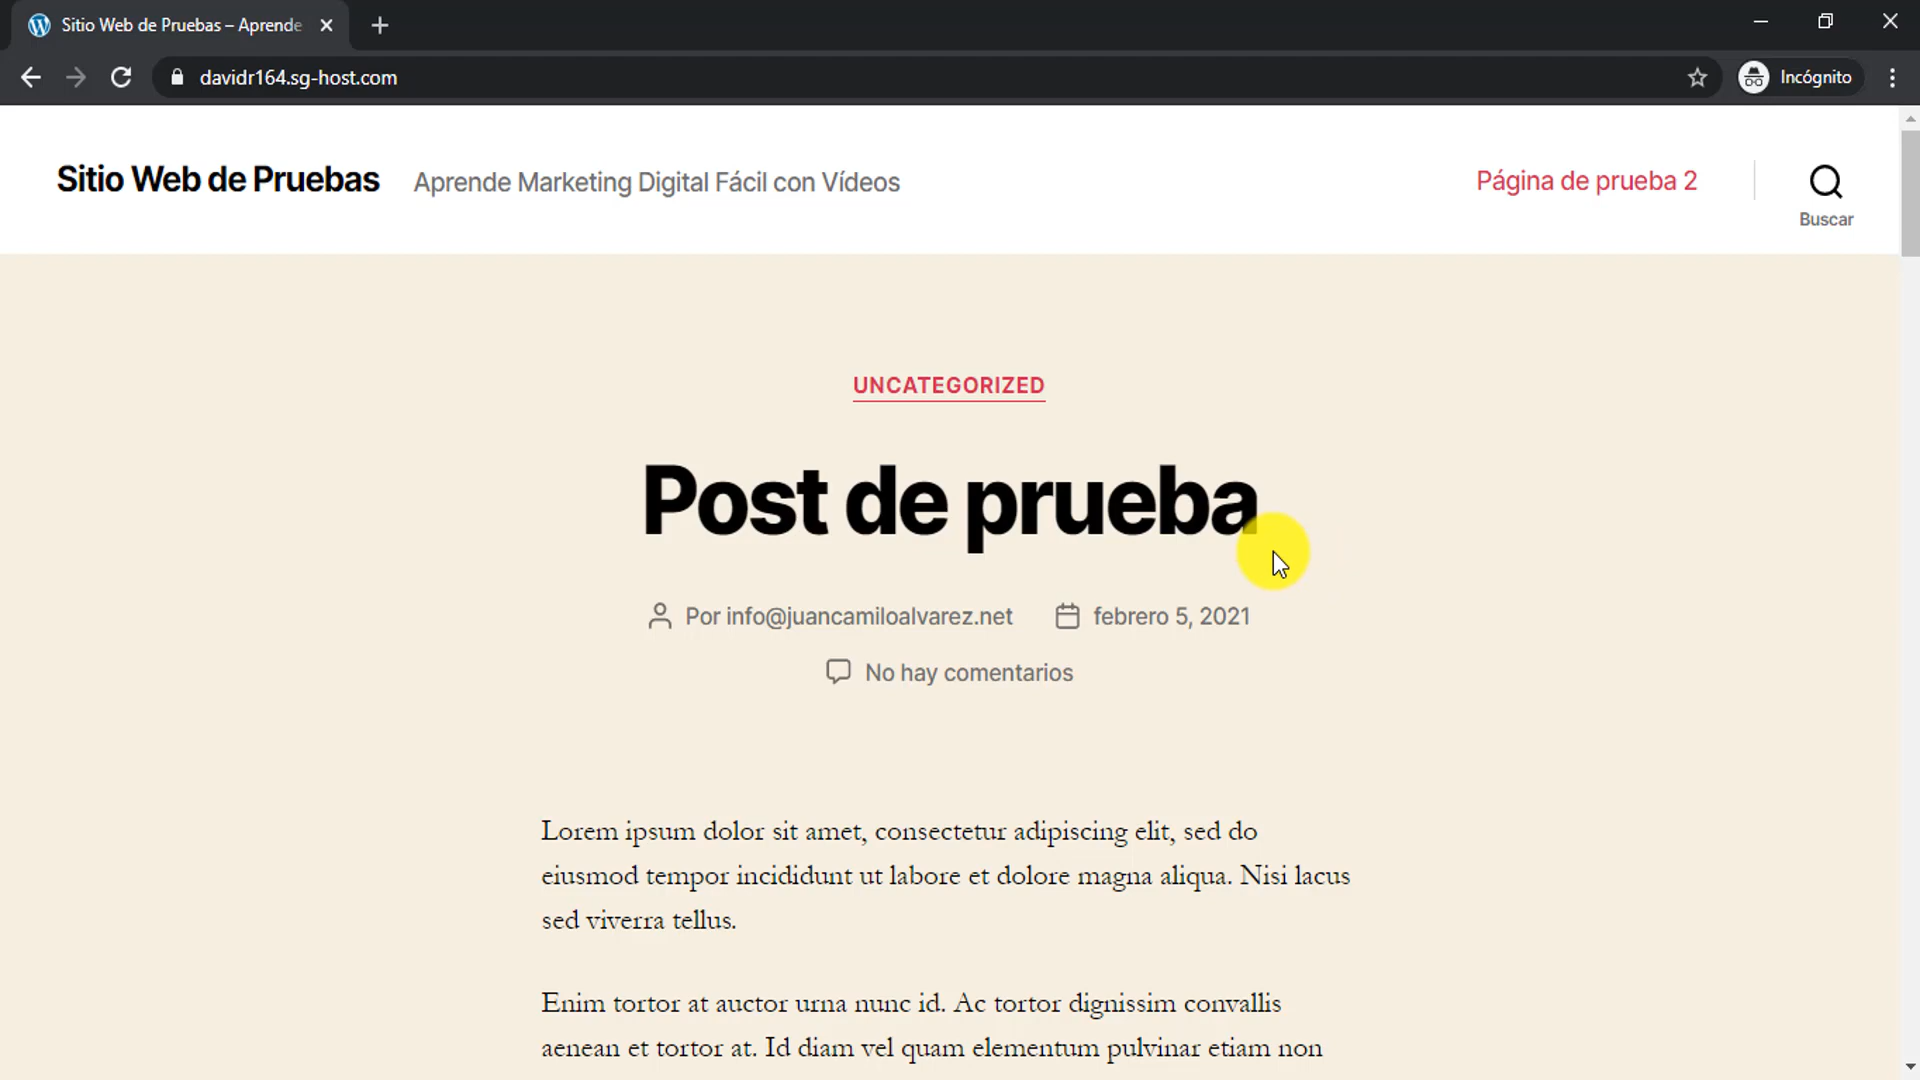 Sitio Web de Pruebas – Aprende
davidr164.sg-host.com
Incógnito
Sitio Web de Pruebas
Aprende Marketing Digital Fácil con Vídeos
Página de prueba 2
Buscar
UNCATEGORIZED
Post de prueba
Por info@juancamiloalvarez.net
febrero 5, 2021
No hay comentarios
Lorem ipsum dolor sit amet, consectetur adipiscing elit, sed do
eiusmod tempor incididunt ut labore et dolore magna aliqua. Nisi lacus
sed viverra tellus.
Enim tortor at auctor urna nunc id. Ac tortor dignissim convallis
aenean et tortor at. Id diam vel quam elementum pulvinar etiam non